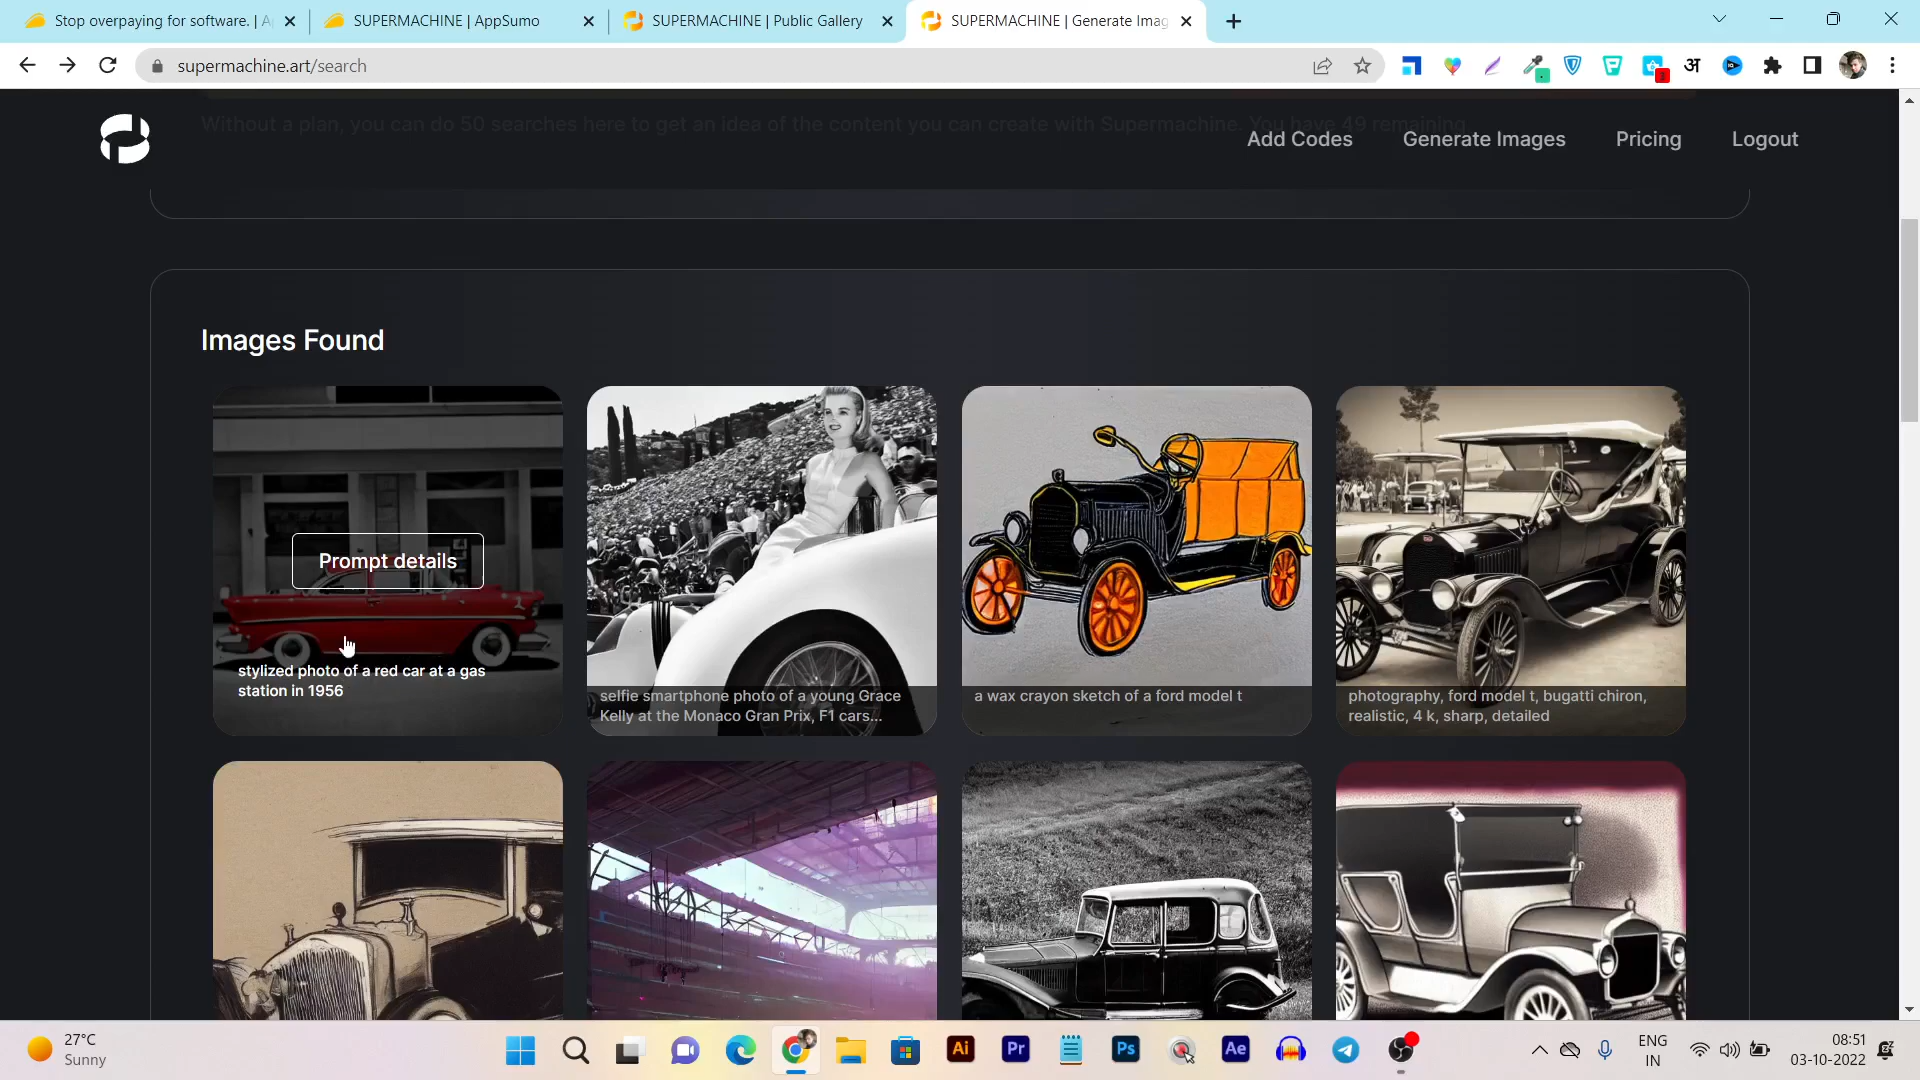 Stop overpaying for software. | A
SUPERMACHINE | AppSumo
SUPERMACHINE | Public Gallery
SUPERMACHINE | Generate Imag
supermachine.art/search
Without a plan, you can do 50 searches here to get an idea of the content you can create with Supermachine. You have 49 remaining.
Add Codes
Generate Images
Pricing
Logout
Images Found
Prompt details
stylized photo of a red car at a gas
station in 1956
selfie smartphone photo of a young Grace
Kelly at the Monaco Gran Prix, F1 cars...
a wax crayon sketch of a ford model t
photography, ford model t, bugatti chiron,
realistic, 4 k, sharp, detailed
27°C
Sunny
Ai
Pr
Ps
Ae
ENG
IN
08:51
03-10-2022